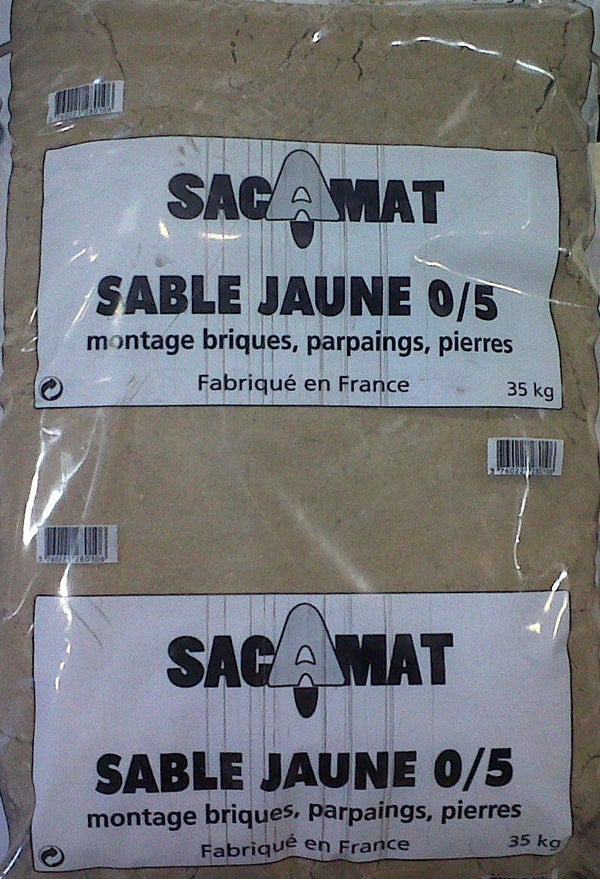 SACAMAT
SABLE JAUNE 0/5
montage briques, parpaings, pierres
Fabriqué en France
35 kg
SACAMAT
SABLE JAUNE 0/5
montage briques, parpaings, pierres
Fabriqué en France
35 kg